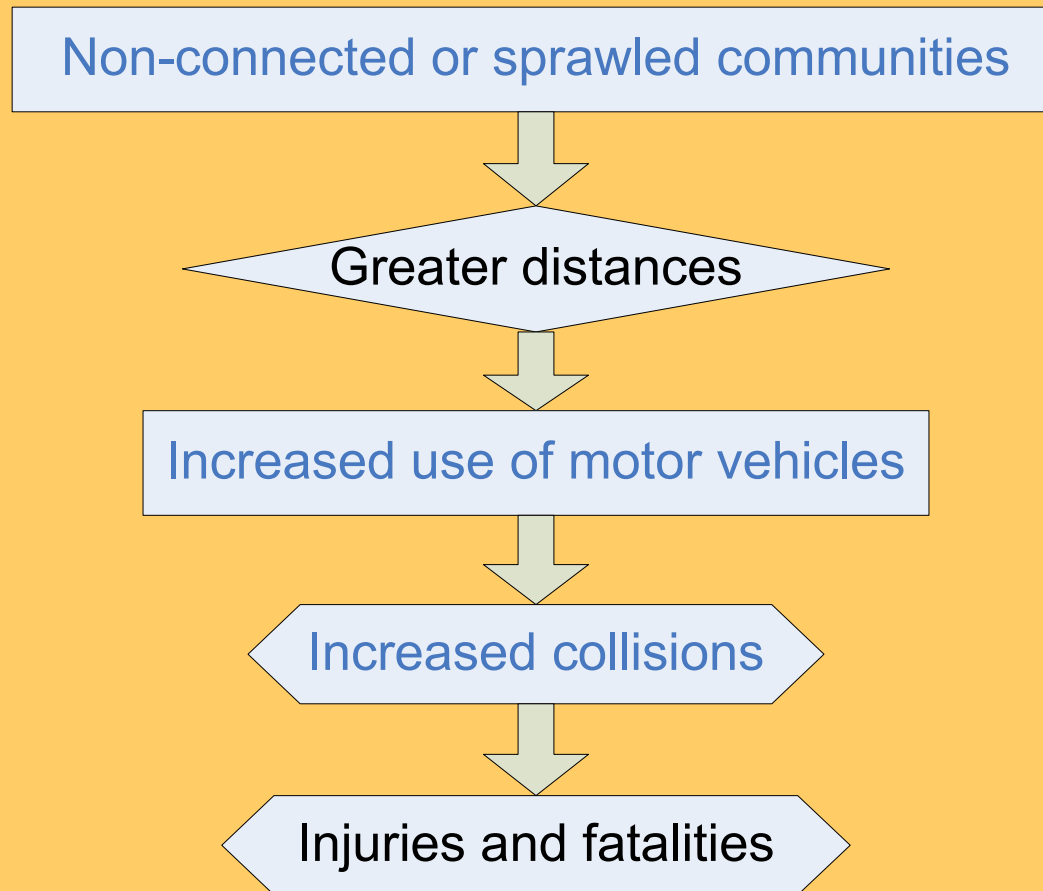 Non-connected or sprawled communities
Greater distances
Increased use of motor vehicles
Increased collisions
Injuries and fatalities